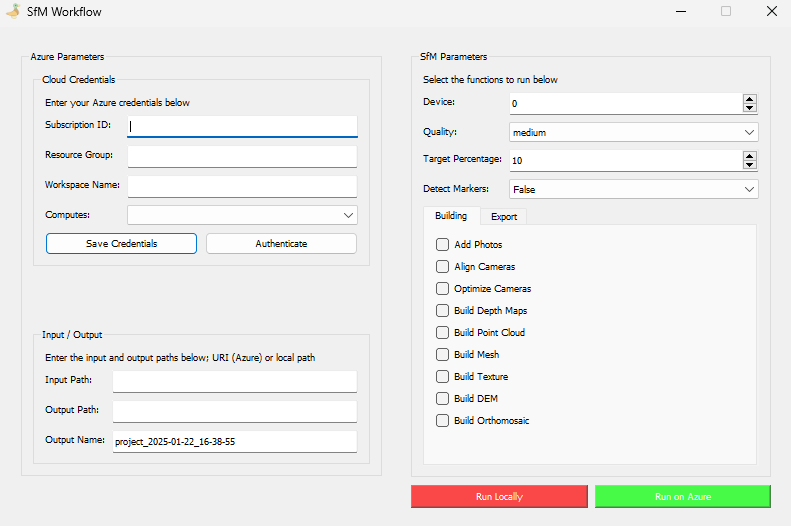 SfM Workflow
Azure Parameters
Cloud Credentials
Enter your Azure credentials below
Subscription ID:
Resource Group:
Workspace Name:
Computes:
Save Credentials Authenticate
Input / Output
Enter the input and output paths below; URI (Azure) or local path
Input Path:
Output Path:
Output Name: project_2025-01-22_16-38-55
SfM Parameters
Select the functions to run below
Device: 0
Quality: medium
Target Percentage: 10
Detect Markers: False
Building Export
Add Photos
Align Cameras
Optimize Cameras
Build Depth Maps
Build Point Cloud
Build Mesh
Build Texture
Build DEM
Build Orthomosaic
Run Locally Run on Azure